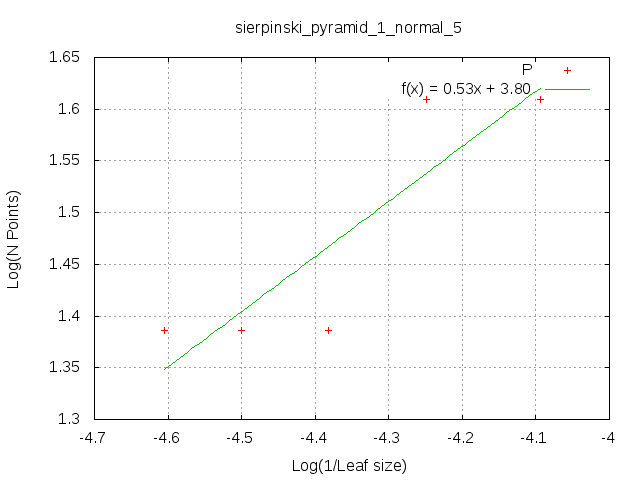 sierpinski_pyramid_1_normal_5
1.65
P
f(x) = 0.53x + 3.80
1.6
1.55
1.5
1.45
1.4
1.35
1.3
Log(N Points)
-4.7 -4.6 -4.5 -4.4 -4.3 -4.2 -4.1 -4
Log(1/Leaf size)